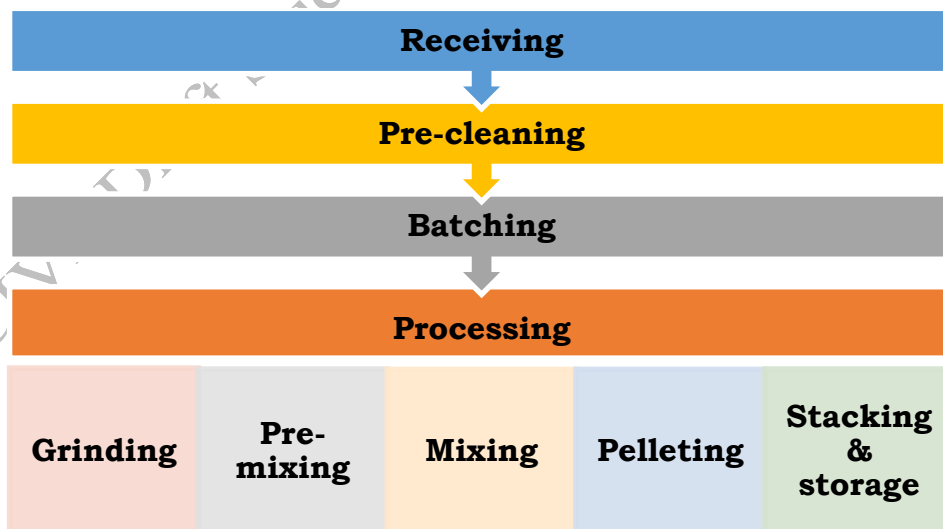 Receiving
Pre-cleaning
Batching
Processing
Grinding
Pre-
mixing
Mixing
Pelleting
Stacking
&
storage